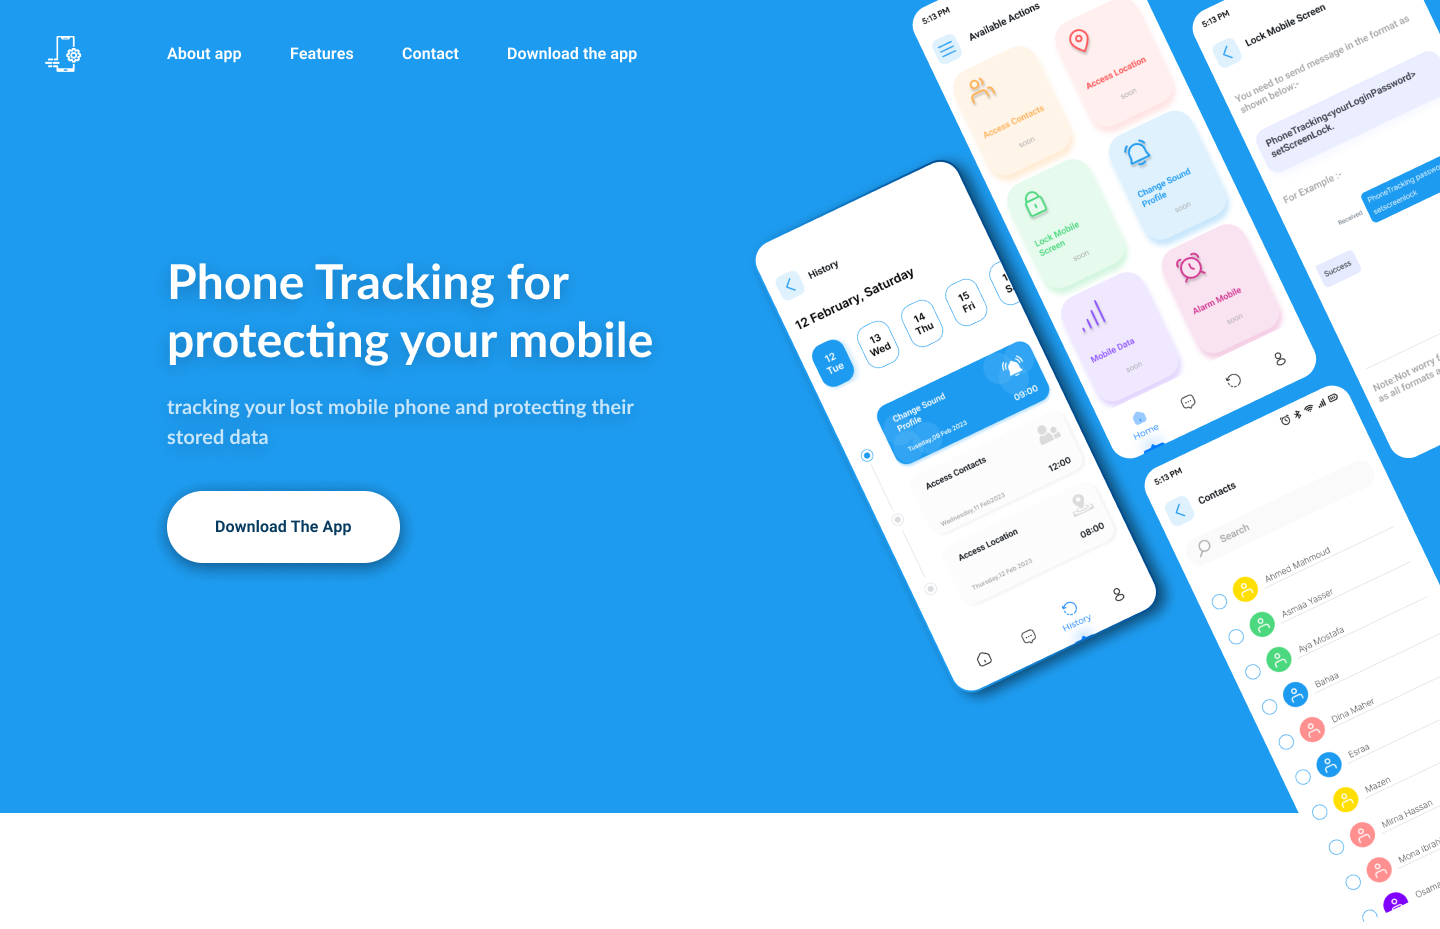 About app
Features
Contact
Download the app
Phone Tracking for
protecting your mobile
tracking your lost mobile phone and protecting their
stored data
Download The App
History
12 February, Saturday
12
Tue
13
Wed
14
Thu
15
Fri
Change Sound
Profile
Tuseday,09 Feb 2023
09:00
Access Contacts
Wednesday,11 Feb2023
12:00
Access Location
Thursday,12 Feb 2023
08:00
History
5:13 PM
Available Actions
Access Contacts
soon
Access Location
soon
Lock Mobile
Screen
soon
Change Sound
Profile
soon
Mobile Data
soon
Alarm Mobile
soon
Home
5:13 PM
Lock Mobile Screen
You need to send message in the format as
shown below:-
PhoneTracking<yourLoginPassword>
setScreenLock.
For Example :-
Received
PhoneTracking passwo
setscreenlock
Success
Note:Not worry f
as all formats a
5:13 PM
Contacts
Search
Ahmed Mahmoud
Asmaa Yasser
Aya Mostafa
Bahaa
Dina Maher
Esraa
Mazen
Mirna Hassan
Mona Ibrah
Osama